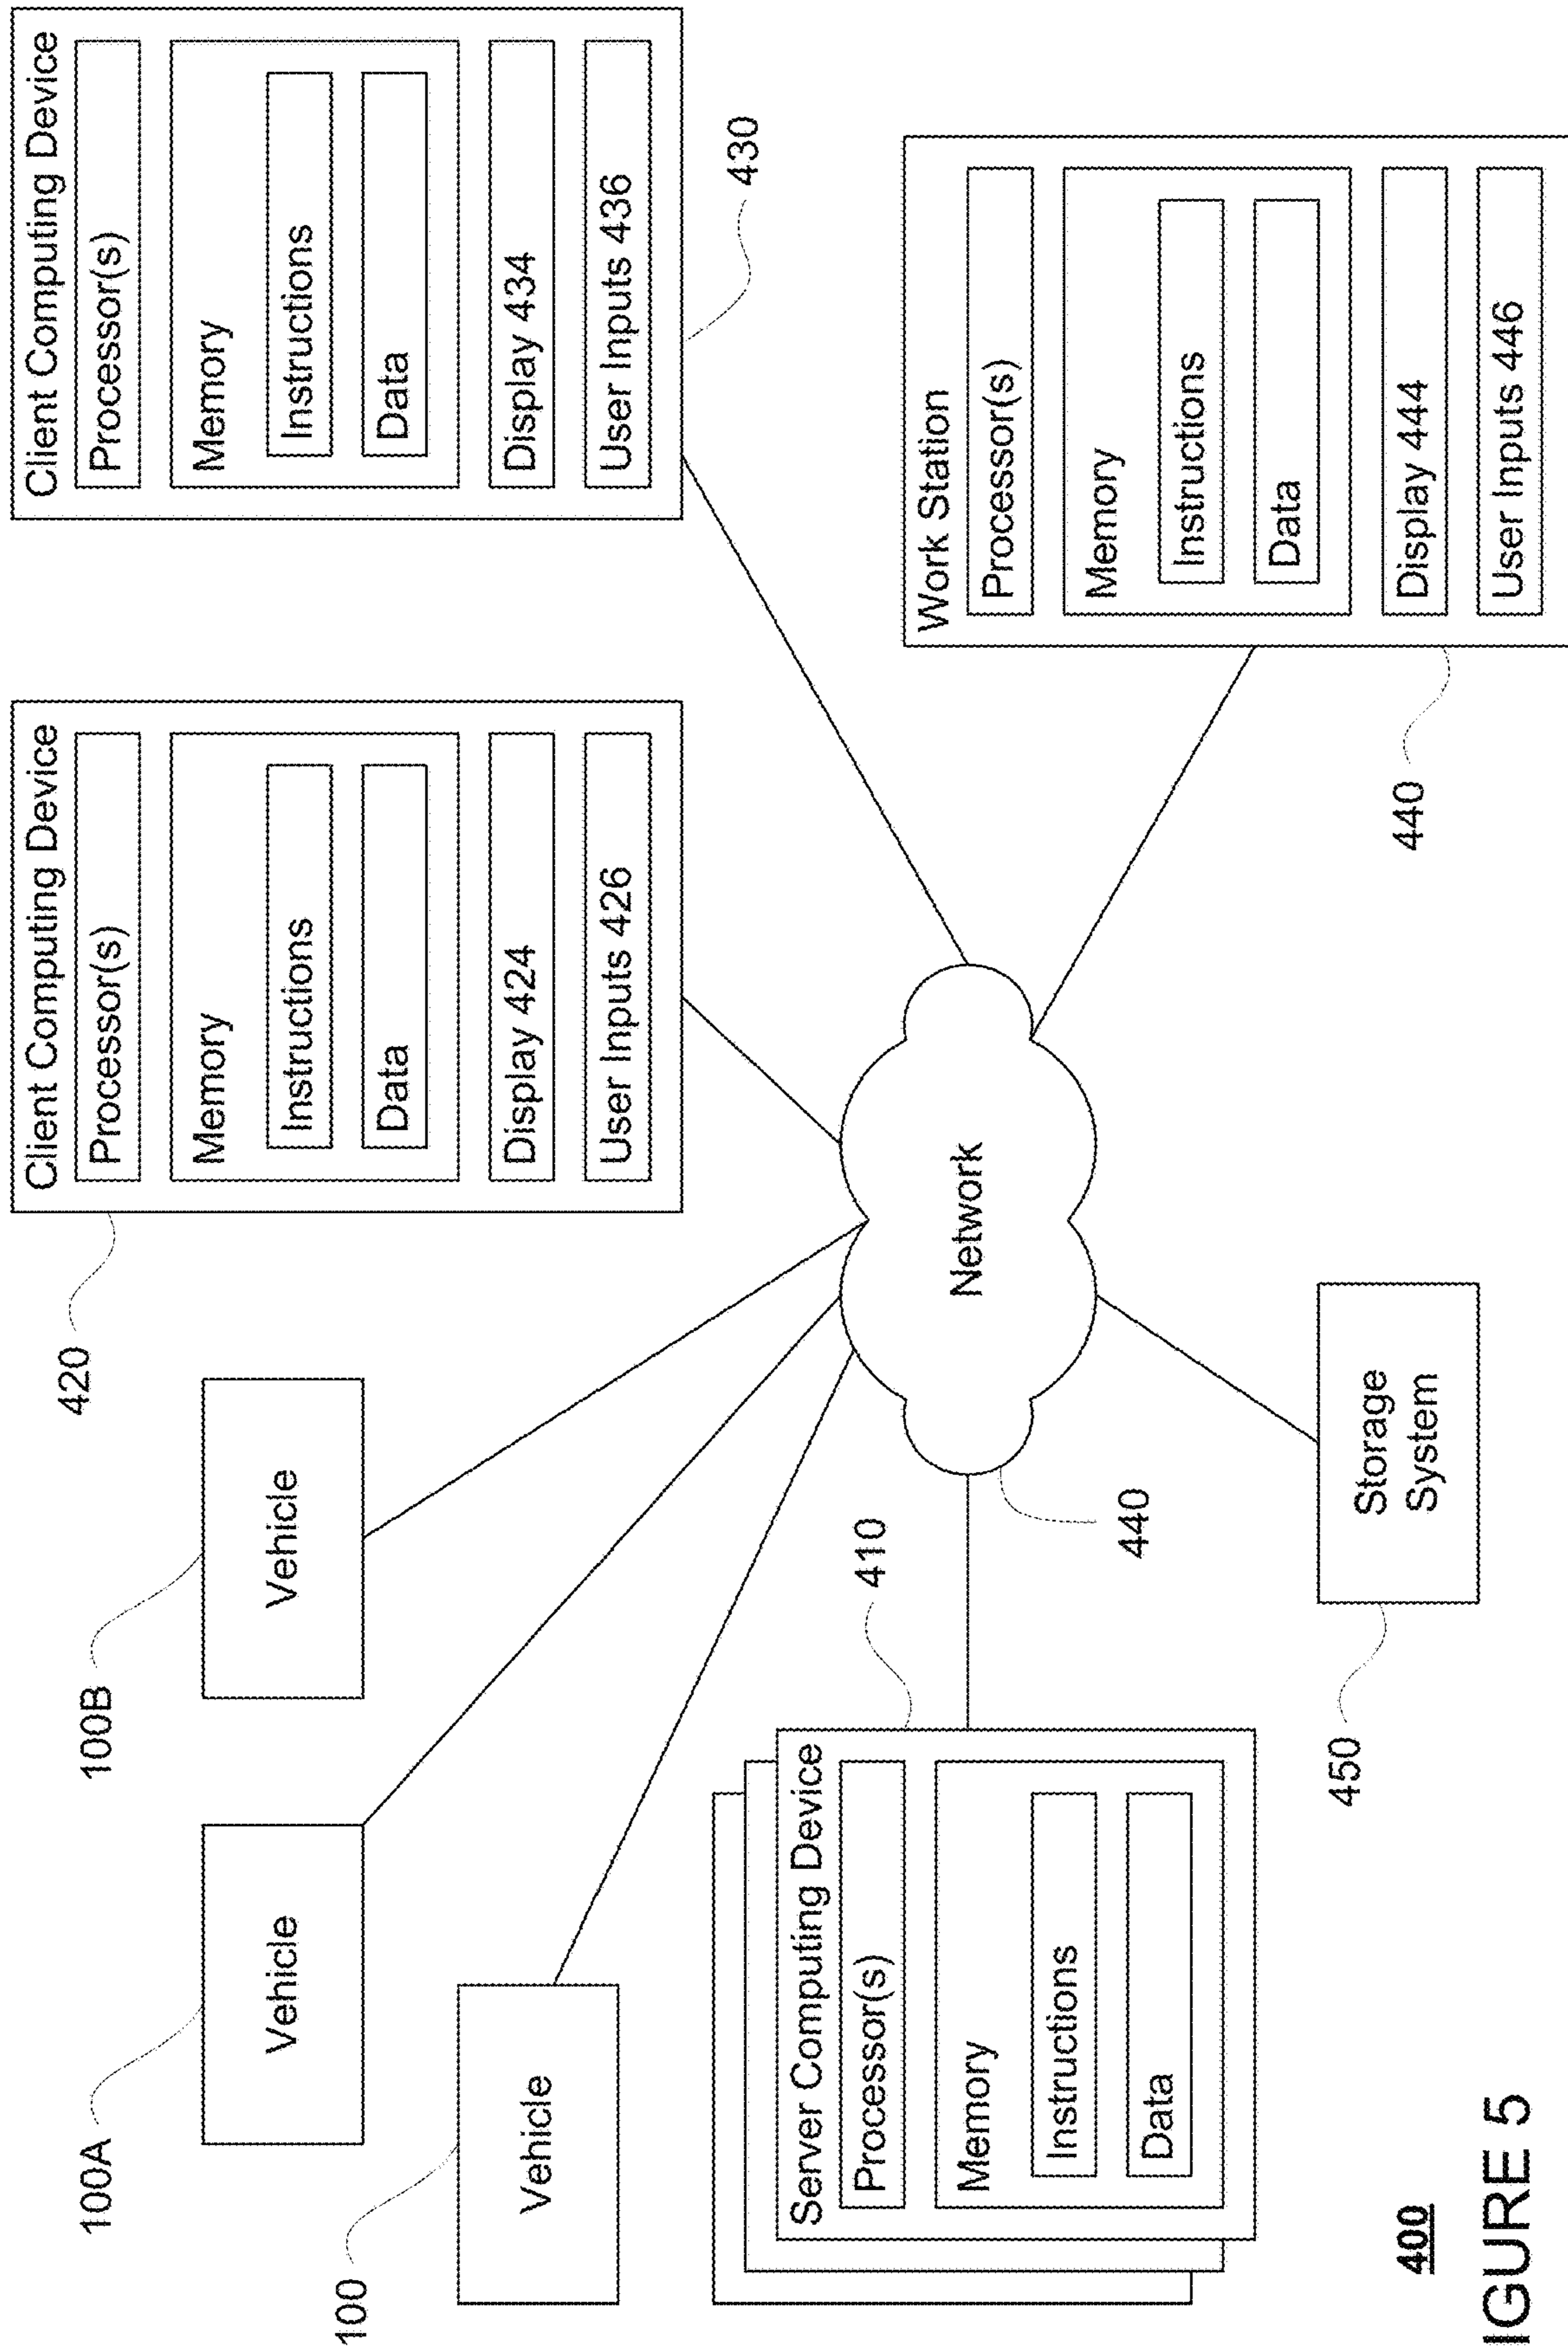 Client Computing Device
Processor(s)
Memory
Instructions
Data
Display 424
User Inputs 426
420
Client Computing Device
Processor(s)
Memory
Instructions
Data
Display 434
User Inputs 436
430
100A
Vehicle
100B
Vehicle
100
Vehicle
Server Computing Device
Processor(s)
Memory
Instructions
Data
410
Network
440
Work Station
Processor(s)
Memory
Instructions
Data
Display 444
User Inputs 446
440
Storage
System
450
400
IGURE 5